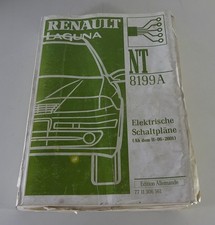 RENAULT
LAGUNA
NT
8199A
Elektrische
Schaltpläne
Edition Allemande